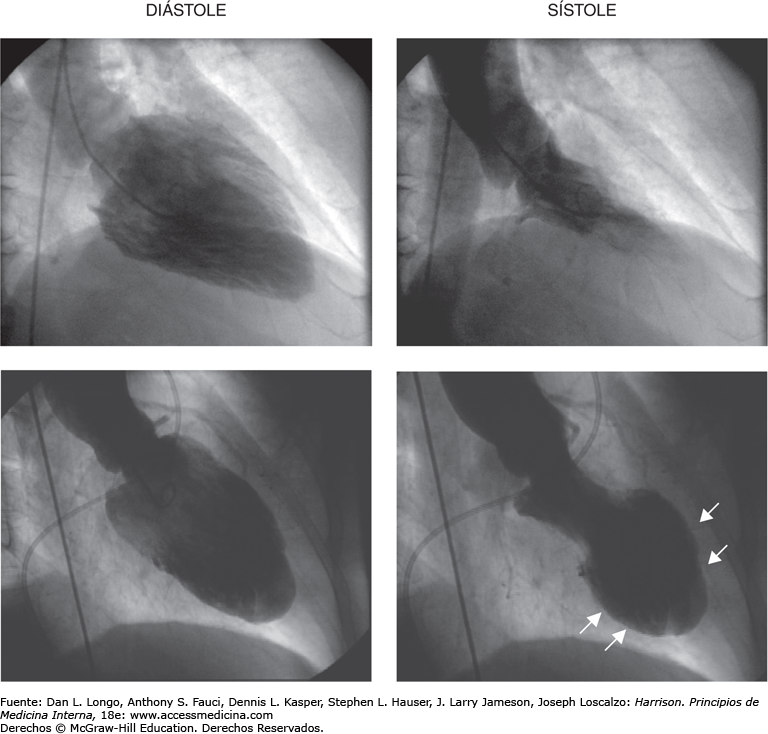 DIÁSTOLE
SÍSTOLE
Fuente: Dan L. Longo, Anthony S. Fauci, Dennis L. Kasper, Stephen L. Hauser, J. Larry Jameson, Joseph Loscalzo: Harrison. Principios de
Medicina Interna, 18e: www.accessmedicina.com
Derechos © McGraw-Hill Education. Derechos Reservados.